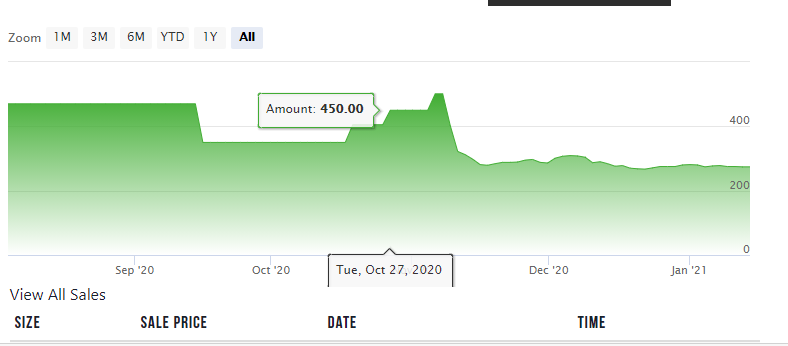 Zoom 1M 3M 6M YTD 1Y All
Amount: 450.00
400
200
0
Sep '20 Oct '20 Tue, Oct 27, 2020 Dec '20 Jan '21
View All Sales
SIZE SALE PRICE DATE TIME